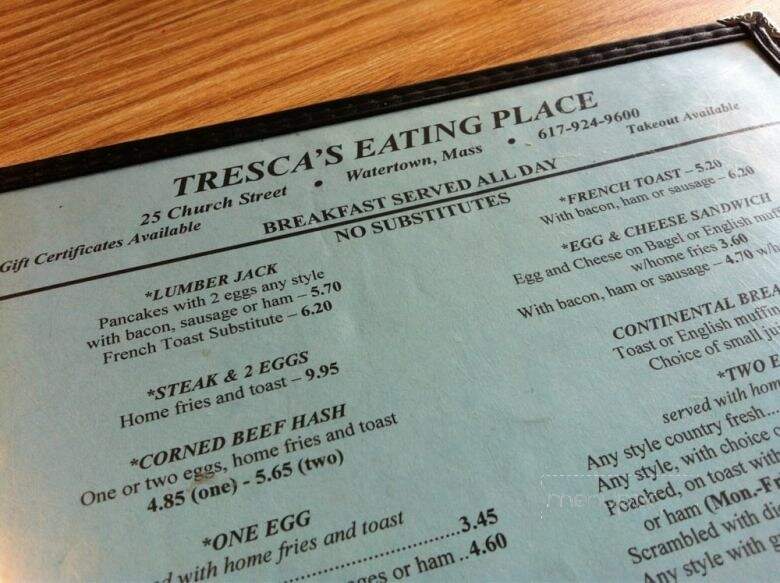 TRESCA'S EATING PLACE
25 Church Street • Watertown, Mass • 617-924-9600
Gift Certificates Available
Takeout Available
BREAKFAST SERVED ALL DAY
NO SUBSTITUTES
*LUMBER JACK
Pancakes with 2 eggs any style
with bacon, sausage or ham – 5.70
French Toast Substitute – 6.20
*STEAK & 2 EGGS
Home fries and toast – 9.95
*CORNED BEEF HASH
One or two eggs, home fries and toast
4.85 (one) - 5.65 (two)
*ONE EGG
with home fries and toast
3.45
or ham ..4.60
*FRENCH TOAST – 5.20
With bacon, ham or sausage – 6.20
*EGG & CHEESE SANDWICH
Egg and Cheese on Bagel or English
w/home fries 3.60
With bacon, ham or sausage – 4.70
CONTINENTAL
Toast or English
Choice of small
*TWO
served with
Any style country fresh...
Any style, with choice
Poached, on toast with
or ham (Mon.-
Scrambled with
Any style with